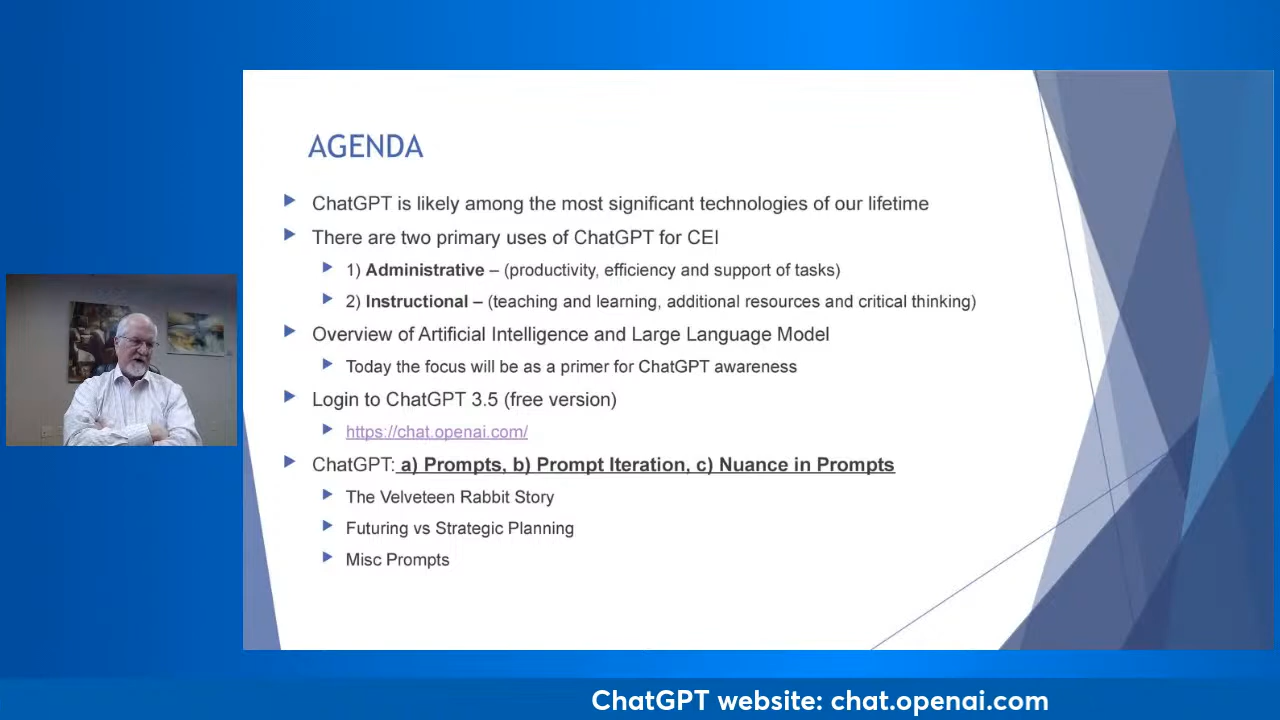 AGENDA
ChatGPT is likely among the most significant technologies of our lifetime
There are two primary uses of ChatGPT for CEI
1) Administrative – (productivity, efficiency and support of tasks)
2) Instructional – (teaching and learning, additional resources and critical thinking)
Overview of Artificial Intelligence and Large Language Model
Today the focus will be as a primer for ChatGPT awareness
Login to ChatGPT 3.5 (free version)
https://chat.openai.com/
ChatGPT: a) Prompts, b) Prompt Iteration, c) Nuance in Prompts
The Velveteen Rabbit Story
Futuring vs Strategic Planning
Misc Prompts
ChatGPT website: chat.openai.com